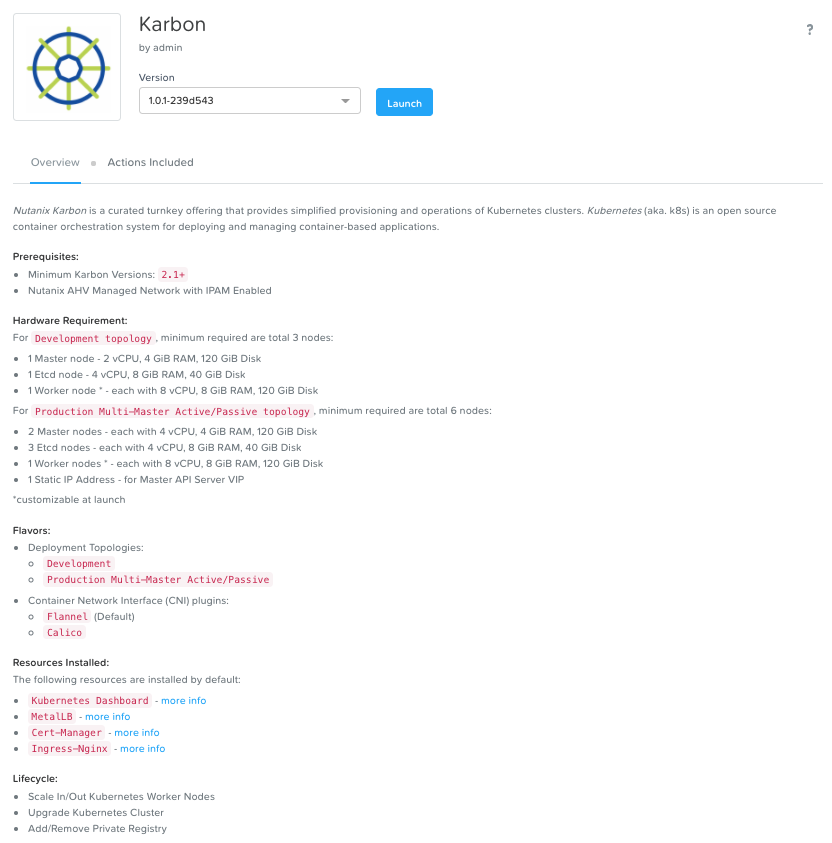 Karbon
?
by admin
Version
1.0.1-239d543
Launch
Overview
Actions Included
Nutanix Karbon is a curated turnkey offering that provides simplified provisioning and operations of Kubernetes clusters. Kubernetes (aka. k8s) is an open source
container orchestration system for deploying and managing container-based applications.
Prerequisites:
Minimum Karbon Versions: 2.1+
Nutanix AHV Managed Network with IPAM Enabled
Hardware Requirement:
For Development topology, minimum required are total 3 nodes:
1 Master node - 2 vCPU, 4 GiB RAM, 120 GiB Disk
1 Etcd node - 4 vCPU, 8 GiB RAM, 40 GiB Disk
1 Worker node * - each with 8 vCPU, 8 GiB RAM, 120 GiB Disk
For Production Multi-Master Active/Passive topology, minimum required are total 6 nodes:
2 Master nodes - each with 4 vCPU, 4 GiB RAM, 120 GiB Disk
3 Etcd nodes - each with 4 vCPU, 8 GiB RAM, 40 GiB Disk
1 Worker nodes * - each with 8 vCPU, 8 GiB RAM, 120 GiB Disk
1 Static IP Address - for Master API Server VIP
*customizable at launch
Flavors:
Deployment Topologies:
Development
Production Multi-Master Active/Passive
Container Network Interface (CNI) plugins:
Flannel (Default)
Calico
Resources Installed:
The following resources are installed by default:
Kubernetes Dashboard - more info
MetalLB - more info
Cert-Manager - more info
Ingress-Nginx - more info
Lifecycle:
Scale In/Out Kubernetes Worker Nodes
Upgrade Kubernetes Cluster
Add/Remove Private Registry